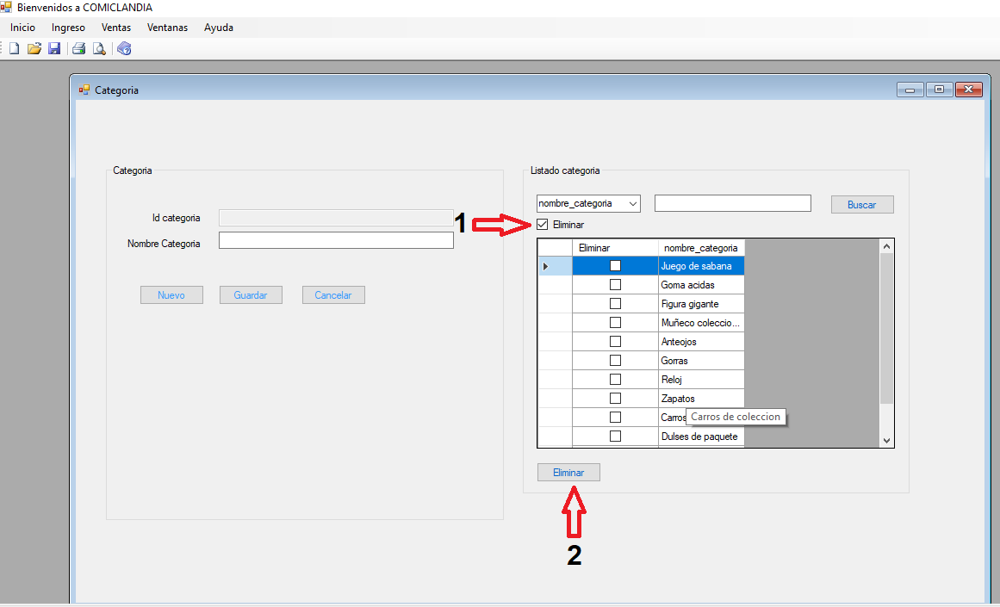 Bienvenidos a COMICLANDIA
Inicio Ingreso Ventas Ventanas Ayuda
Categoria
Categoria
Id categoria
Nombre Categoria
Nuevo Guardar Cancelar
Listado categoria
nombre_categoria Buscar
1 Eliminar
Eliminar nombre_categoria
Juego de sabana
Goma acidas
Figura gigante
Muñeco coleccio...
Anteojos
Gorras
Reloj
Zapatos
Carros Carros de coleccion
Dulses de paquete
Eliminar
2